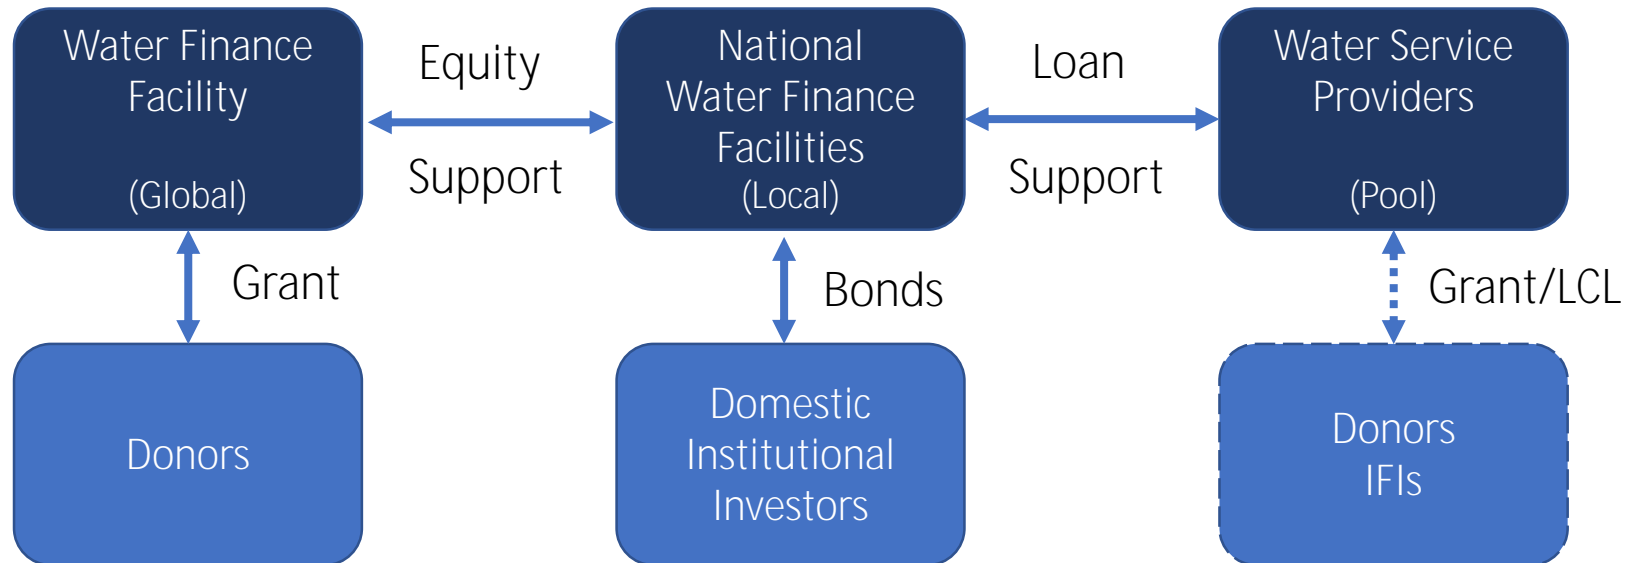 Water Finance
Facility
(Global)
Equity
Support
National
Water Finance
Facilities
(Local)
Loan
Support
Water Service
Providers
(Pool)
Grant
Bonds
Grant/LCL
Donors
Domestic
Institutional
Investors
Donors
IFIs